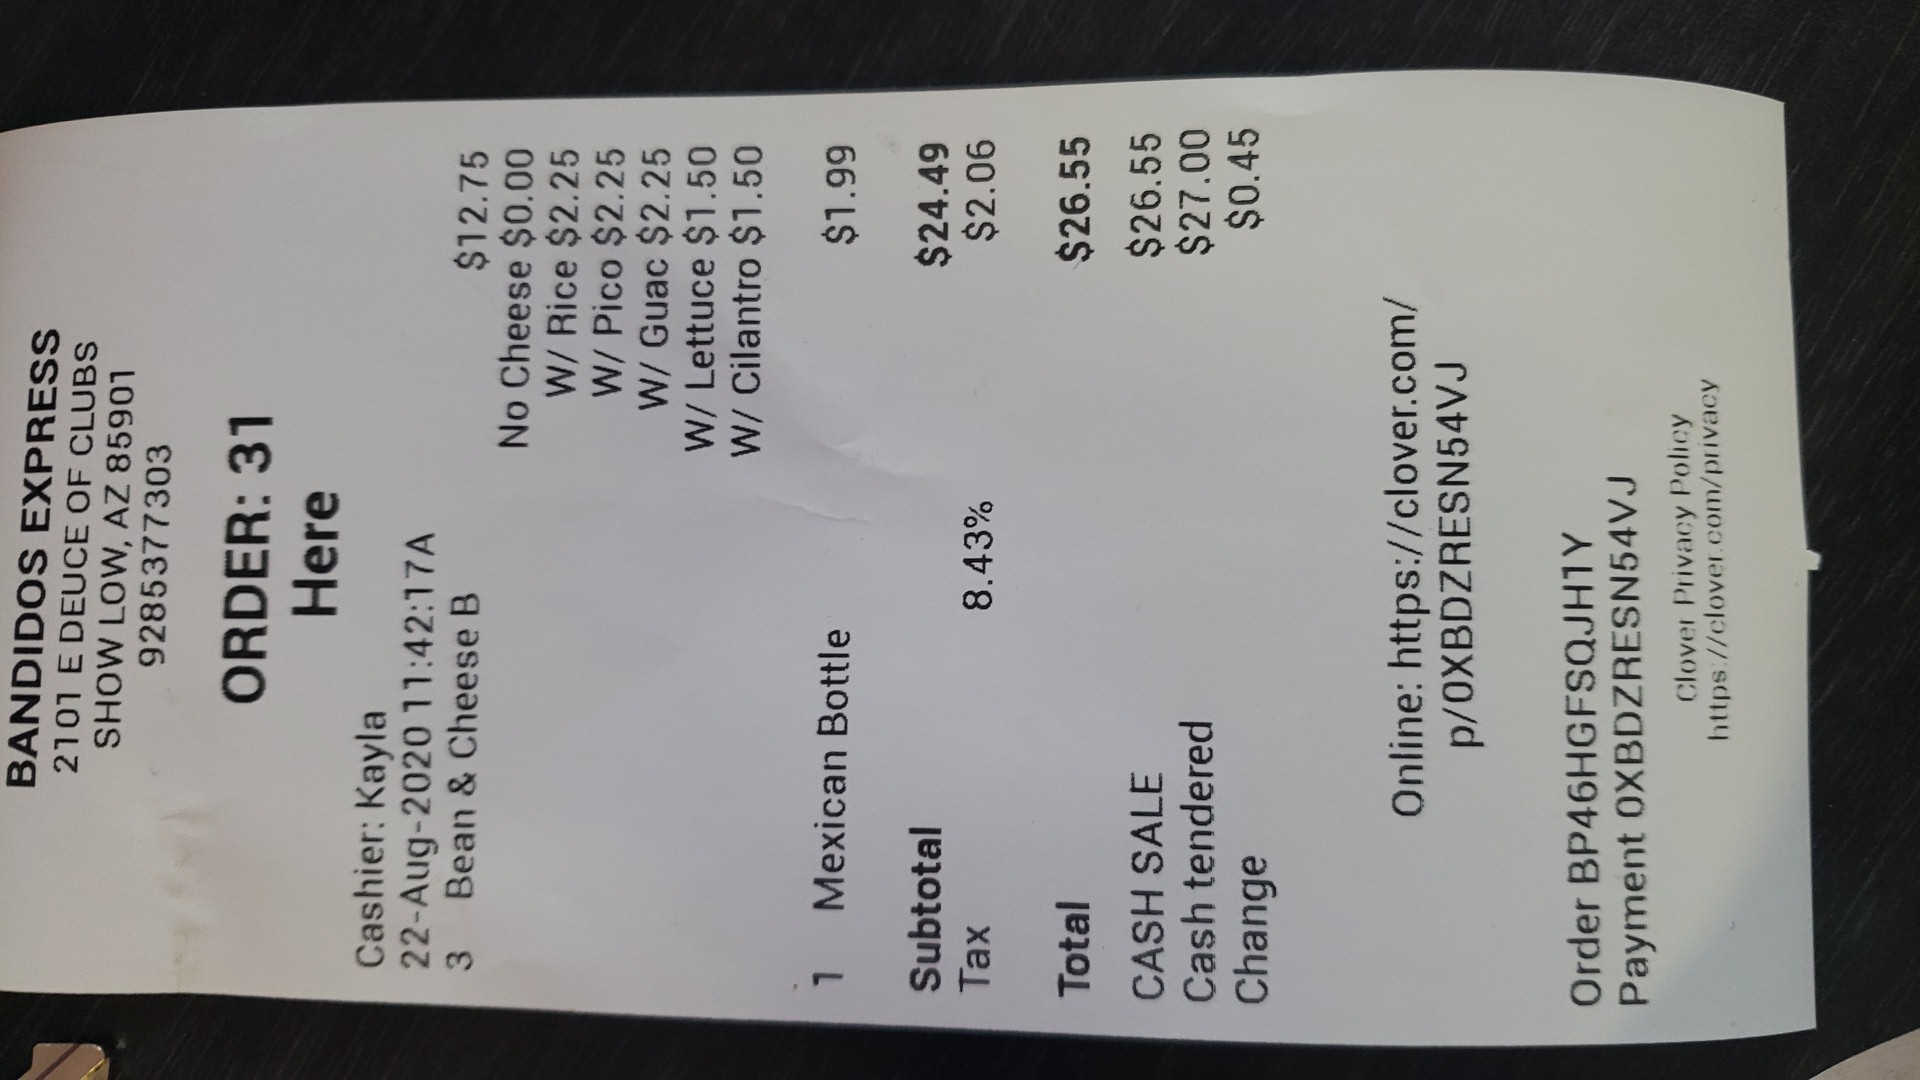 BANDIDOS EXPRESS
2101 E DEUCE OF CLUBS
SHOW LOW, AZ 85901
9285377303
ORDER: 31
Here
Cashier: Kayla
22-Aug-2020 11:42:17A
3 Bean & Cheese B $12.75
No Cheese $0.00
W/ Rice $2.25
W/ Pico $2.25
W/ Guac $2.25
W/ Lettuce $1.50
W/ Cilantro $1.50
1 Mexican Bottle $1.99
Subtotal $24.49
Tax 8.43% $2.06
Total $26.55
CASH SALE $26.55
Cash tendered $27.00
Change $0.45
Online: https://clover.com/
p/0XBDZRESN54VJ
Order BP46HGFSQJH1Y
Payment 0XBDZRESN54VJ
Clover Privacy Policy
https://clover.com/privacy